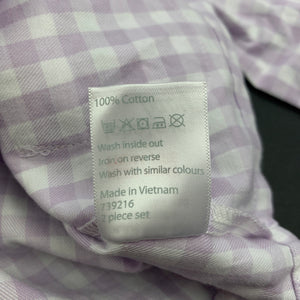 100% Cotton
Wash inside out
Iron on reverse
Wash with similar colours
Made in Vietnam
739216
2 piece set